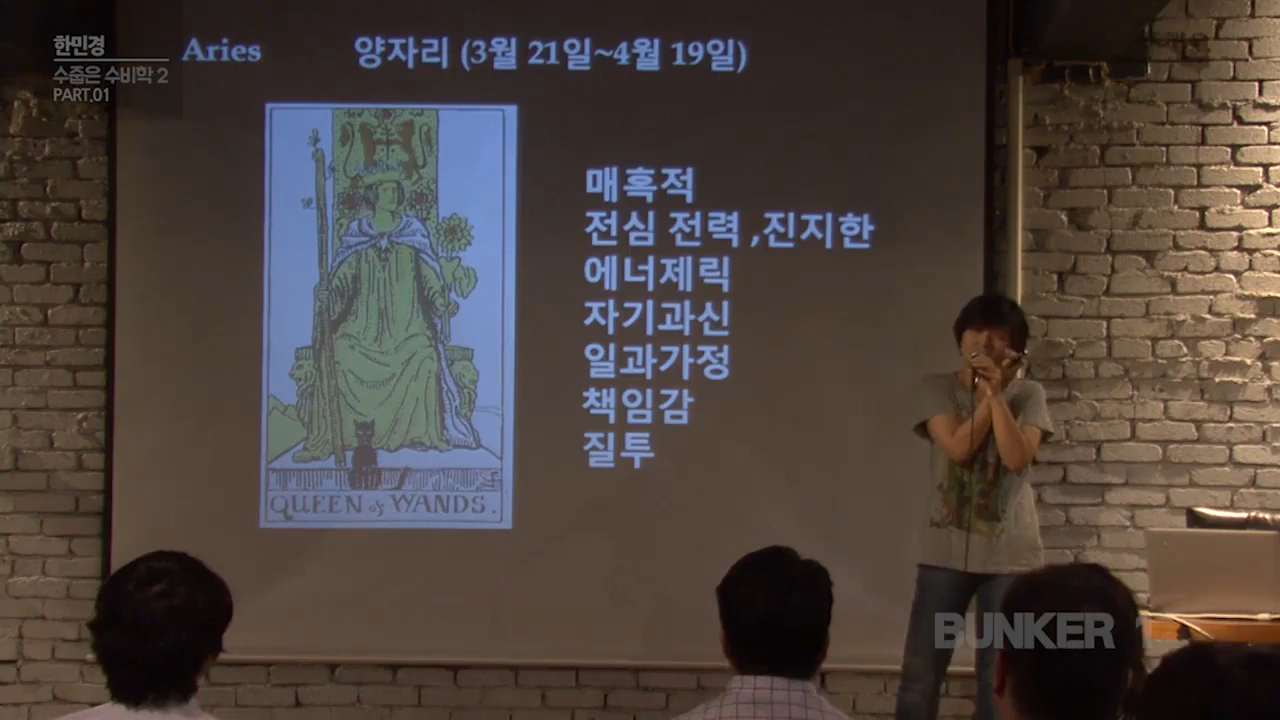 한민경
수줍은 수비학 2
PART.01
Aries 양자리 (3월 21일~4월 19일)
매혹적
전심 전력 ,진지한
에너제릭
자기과신
일과가정
책임감
질투
QUEEN of WANDS.
BUNKER 1